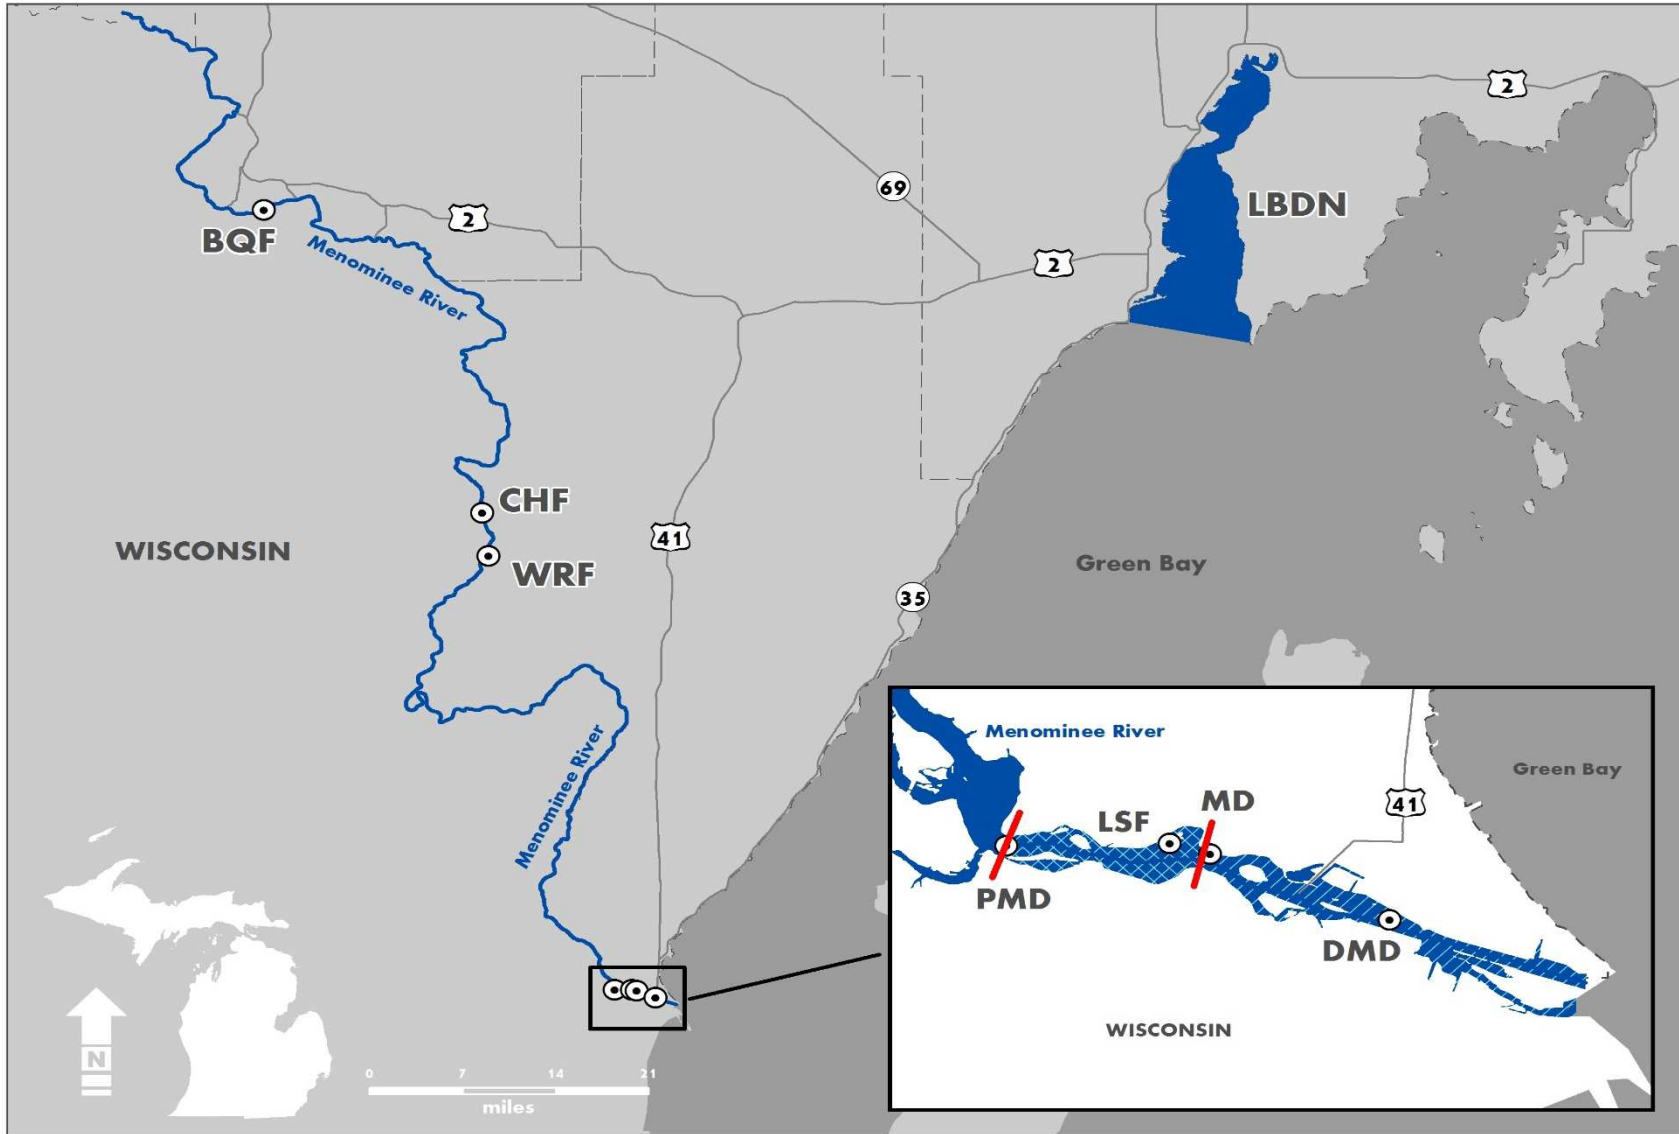 2
69
LBDN
BQF
2
Menominee River
2
CHF
WISCONSIN
WRF
41
Green Bay
35
Menominee River
Menominee River
Green Bay
MD
LSF
41
PMD
DMD
WISCONSIN
N
0 7 14 21
miles